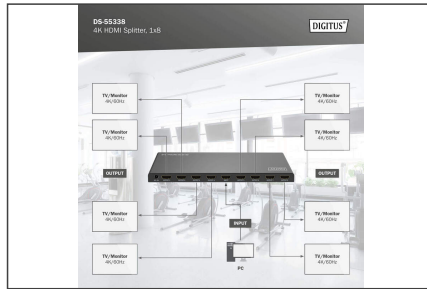 DS-55338
4K HDMI Splitter, 1x8
DIGITUS®
TV/Monitor
4K/60Hz
TV/Monitor
4K/60Hz
TV/Monitor
4K/60Hz
TV/Monitor
4K/60Hz
OUTPUT
OUTPUT
DIGITUS
INPUT
TV/Monitor
4K/60Hz
TV/Monitor
4K/60Hz
TV/Monitor
4K/60Hz
TV/Monitor
4K/60Hz
PC